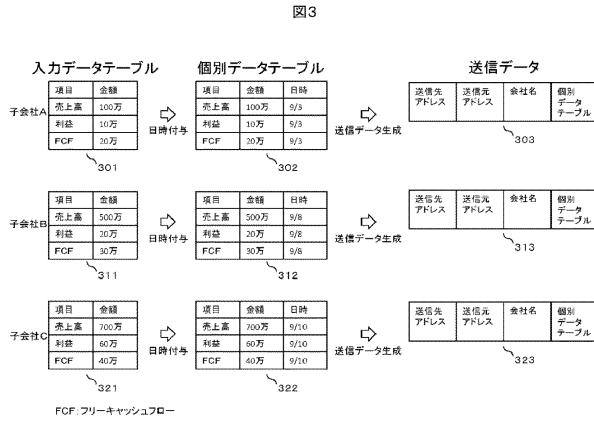 図3
入力データテーブル 個別データテーブル 送信データ
子会社A
項目 金額
売上高 100万
利益 10万
FCF 20万
301
日時付与
項目 金額 日時
売上高 100万 9/3
利益 10万 9/3
FCF 20万 9/3
302
送信データ生成
送信先アドレス 送信元アドレス 会社名 個別データテーブル
303
子会社B
項目 金額
売上高 500万
利益 20万
FCF 30万
311
日時付与
項目 金額 日時
売上高 500万 9/8
利益 20万 9/8
FCF 30万 9/8
312
送信データ生成
送信先アドレス 送信元アドレス 会社名 個別データテーブル
313
子会社C
項目 金額
売上高 700万
利益 60万
FCF 40万
321
日時付与
項目 金額 日時
売上高 700万 9/10
利益 60万 9/10
FCF 40万 9/10
322
送信データ生成
送信先アドレス 送信元アドレス 会社名 個別データテーブル
323
FCF:フリーキャッシュフロー